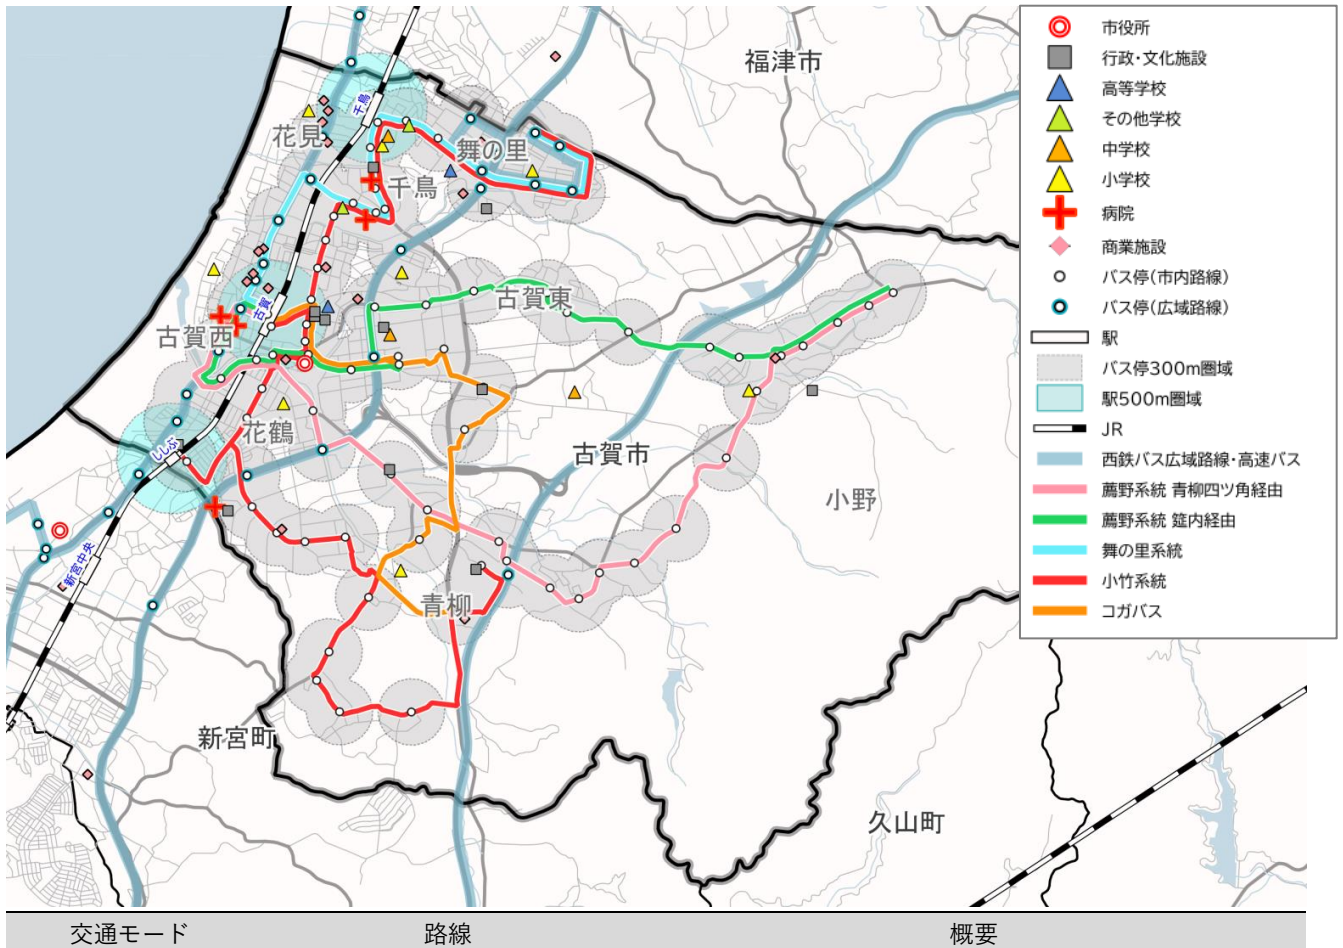 福津市
千鳥
花見
舞の里
千鳥
古賀
古賀東
古賀西
花鶴
ししぶ
古賀市
小野
新宮中央
青柳
新宮町
久山町
市役所
行政・文化施設
高等学校
その他学校
中学校
小学校
病院
商業施設
バス停(市内路線)
バス停(広域路線)
駅
バス停300m圏域
駅500m圏域
JR
西鉄バス広域路線・高速バス
薦野系統 青柳四ツ角経由
薦野系統 筵内経由
舞の里系統
小竹系統
コガバス
交通モード 路線 概要